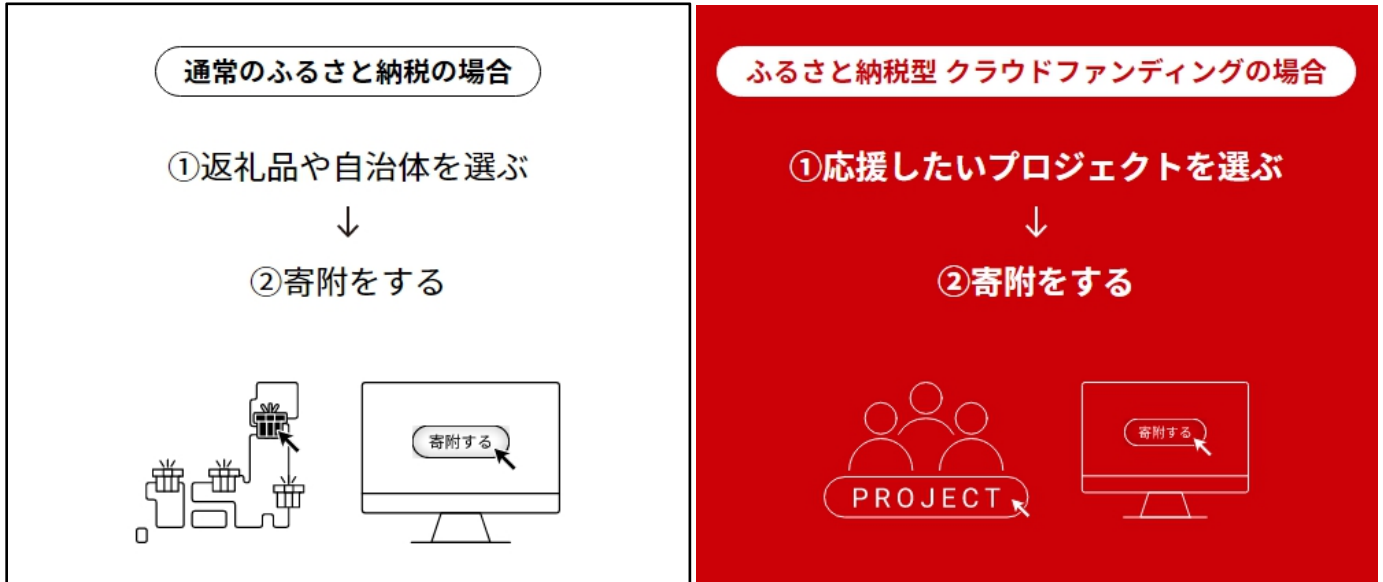 通常のふるさと納税の場合
①返礼品や自治体を選ぶ
↓
②寄附をする
寄附する
ふるさと納税型 クラウドファンディングの場合
①応援したいプロジェクトを選ぶ
↓
②寄附をする
PROJECT
寄附する